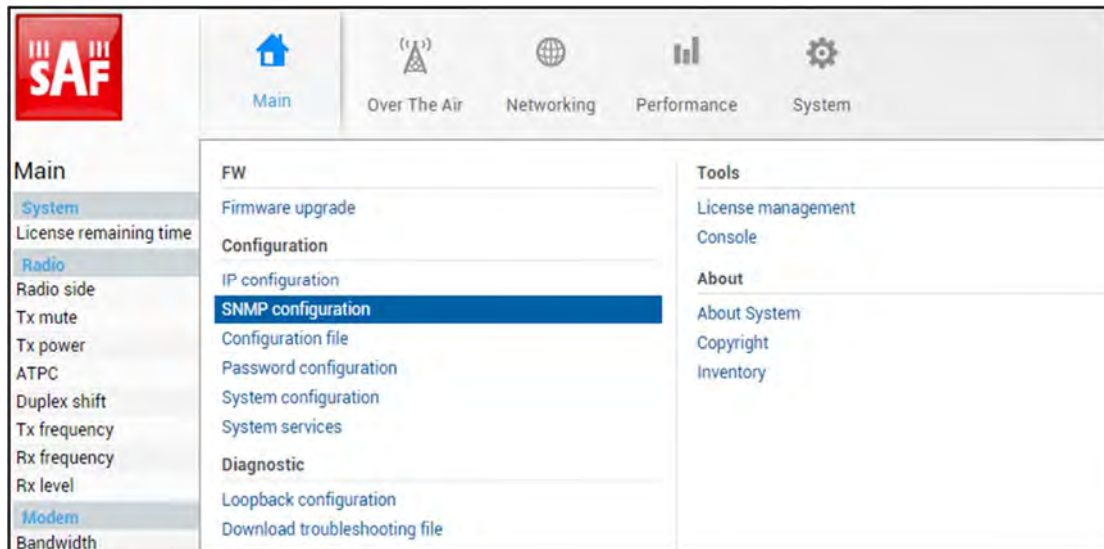 SAF
Main
Over The Air
Networking
Performance
System
Main
System
License remaining time
Radio
Radio side
Tx mute
Tx power
ATPC
Duplex shift
Tx frequency
Rx frequency
Rx level
Modem
Bandwidth
FW
Firmware upgrade
Configuration
IP configuration
SNMP configuration
Configuration file
Password configuration
System configuration
System services
Diagnostic
Loopback configuration
Download troubleshooting file
Tools
License management
Console
About
About System
Copyright
Inventory